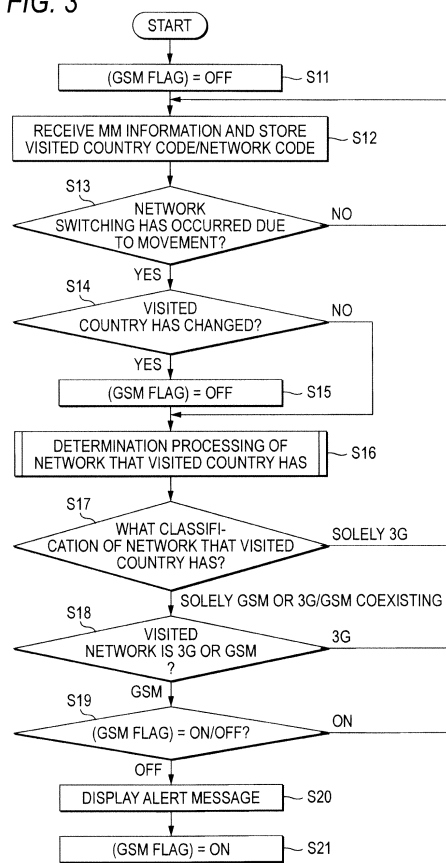 FIG. 3
START
(GSM FLAG) = OFF
S11
RECEIVE MM INFORMATION AND STORE
VISITED COUNTRY CODE/NETWORK CODE
S12
S13
NETWORK
SWITCHING HAS OCCURRED DUE
TO MOVEMENT?
NO
YES
S14
VISITED
COUNTRY HAS CHANGED?
NO
YES
(GSM FLAG) = OFF
S15
DETERMINATION PROCESSING OF
NETWORK THAT VISITED COUNTRY HAS
S16
S17
WHAT CLASSIFI-
CATION OF NETWORK THAT VISITED
COUNTRY HAS?
SOLELY 3G
SOLELY GSM OR 3G/GSM COEXISTING
S18
VISITED
NETWORK IS 3G OR GSM
?
3G
GSM
S19
(GSM FLAG) = ON/OFF?
ON
OFF
DISPLAY ALERT MESSAGE
S20
(GSM FLAG) = ON
S21